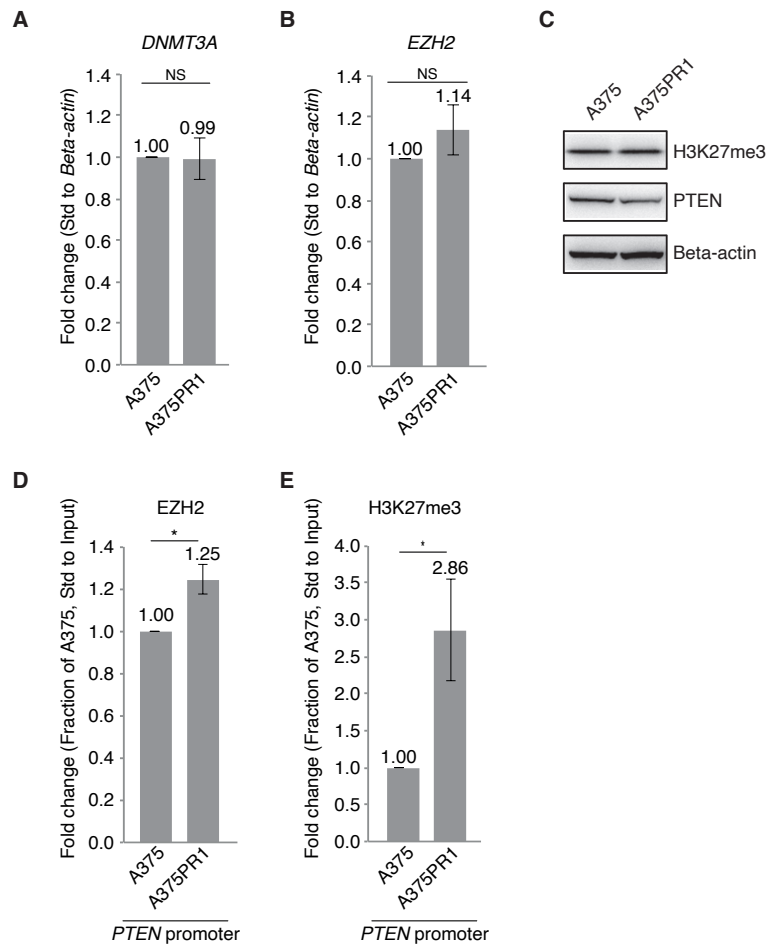 A
DNMT3A
Fold change (Std to Beta-actin)
1.4
1.2
1.0
0.8
0.6
0.4
0.2
0.0
NS
1.00
0.99
A375
A375PR1
B
EZH2
Fold change (Std to Beta-actin)
1.4
1.2
1.0
0.8
0.6
0.4
0.2
0.0
NS
1.00
1.14
A375
A375PR1
C
A375
A375PR1
H3K27me3
PTEN
Beta-actin
D
EZH2
Fold change (Fraction of A375, Std to Input)
1.4
1.2
1.0
0.8
0.6
0.4
0.2
0.0
*
1.00
1.25
A375
A375PR1
PTEN promoter
E
H3K27me3
Fold change (Fraction of A375, Std to Input)
4.0
3.5
3.0
2.5
2.0
1.5
1.0
0.5
0.0
*
1.00
2.86
A375
A375PR1
PTEN promoter